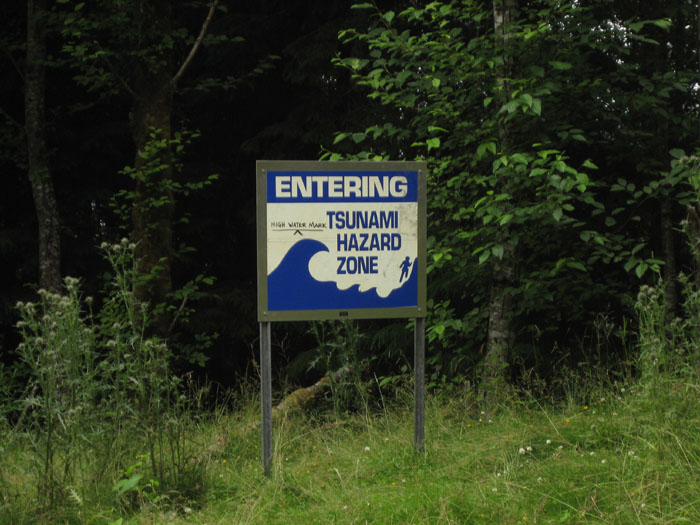 ENTERING
HIGH WATER MARK TSUNAMI
HAZARD
ZONE